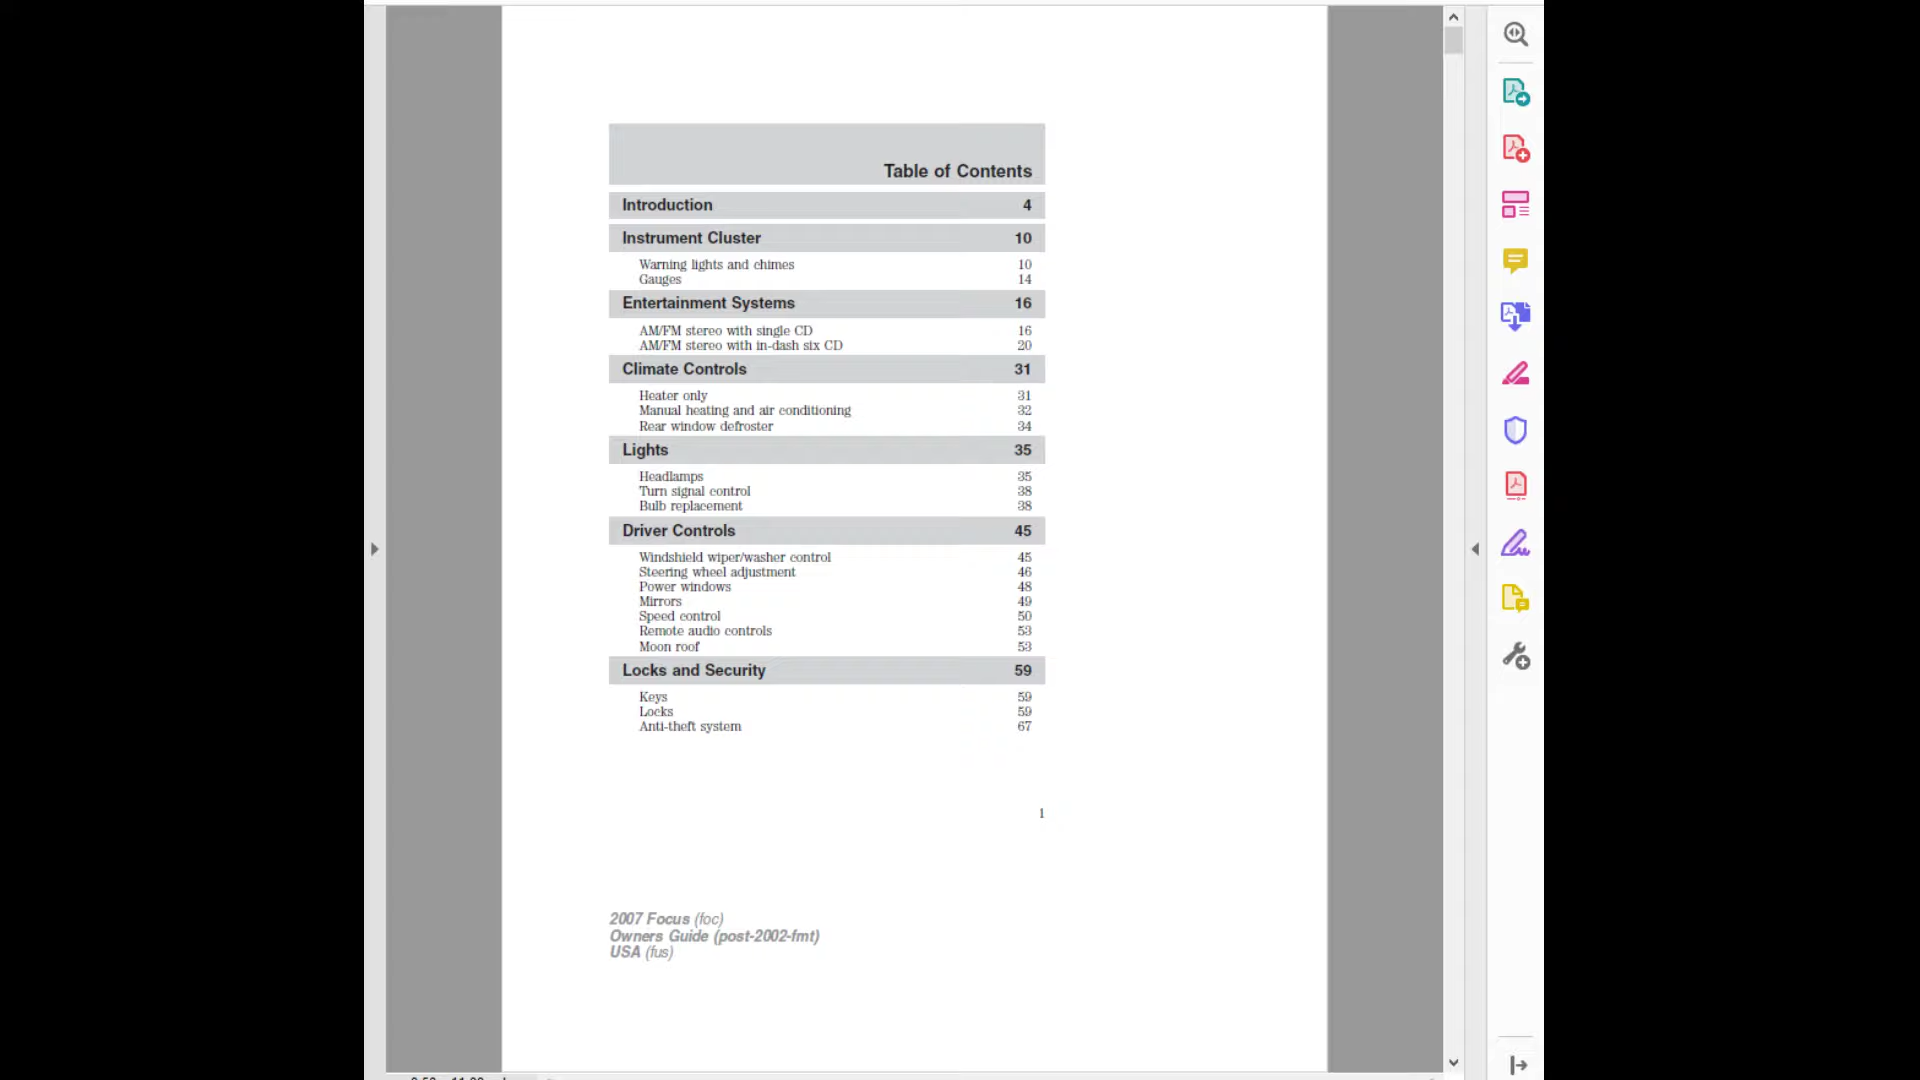 Table of Contents
Introduction 4
Instrument Cluster 10
Warning lights and chimes 10
Gauges 14
Entertainment Systems 16
AM/FM stereo with single CD 16
AM/FM stereo with in-dash six CD 20
Climate Controls 31
Heater only 31
Manual heating and air conditioning 32
Rear window defroster 34
Lights 35
Headlamps 35
Turn signal control 38
Bulb replacement 38
Driver Controls 45
Windshield wiper/washer control 45
Steering wheel adjustment 46
Power windows 48
Mirrors 49
Speed control 50
Remote audio controls 53
Moon roof 53
Locks and Security 59
Keys 59
Locks 59
Anti-theft system 67
1
2007 Focus (foc)
Owners Guide (post-2002-fmt)
USA (fus)